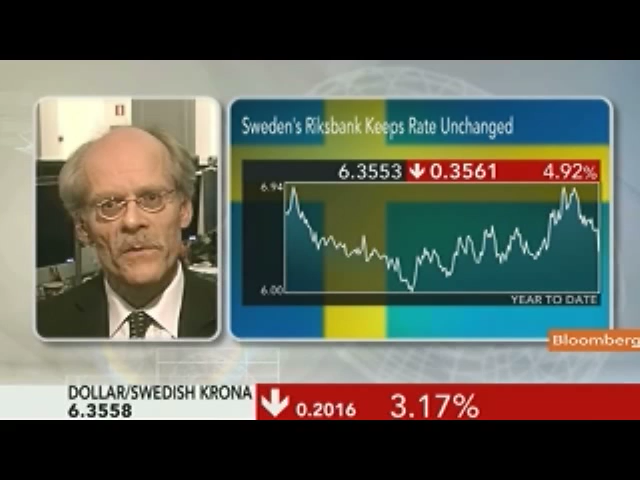 Sweden's Riksbank Keeps Rate Unchanged
6.3553 0.3561 4.92%
6.94
6.00
YEAR TO DATE
Bloomberg
DOLLAR/SWEDISH KRONA
6.3558 0.2016 3.17%